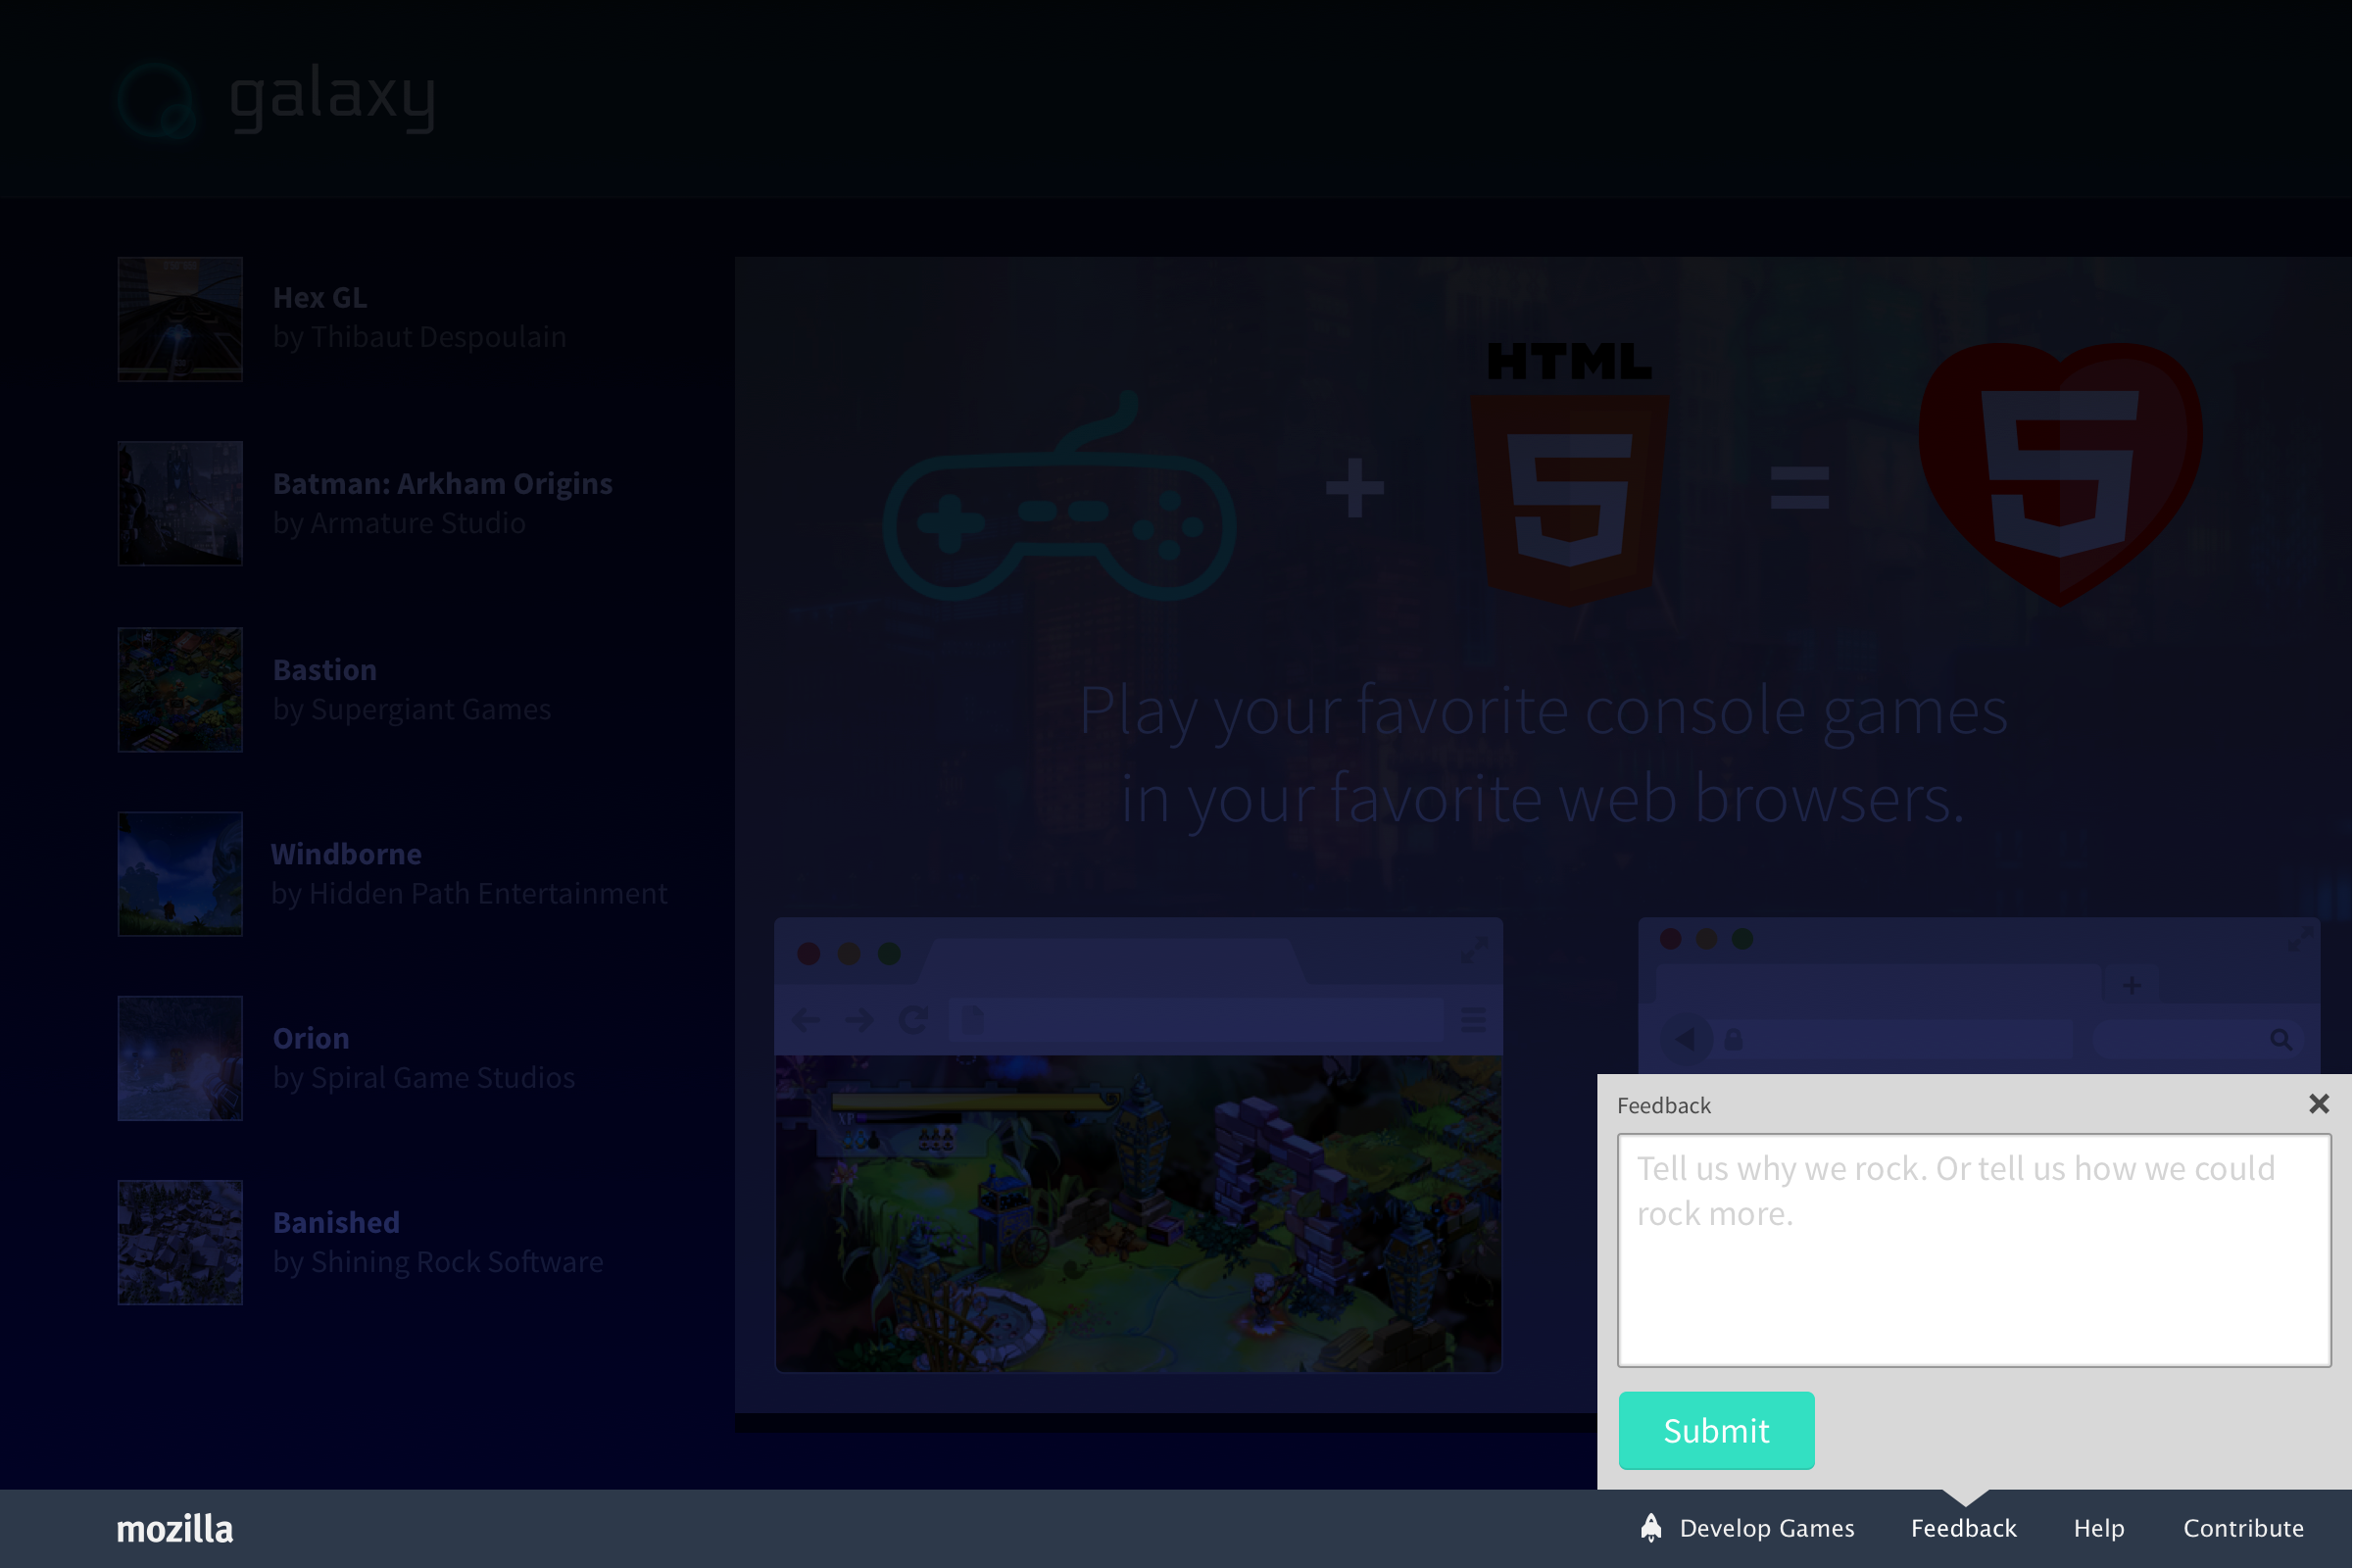 galaxy
Hex GL
by Thibaut Despoulain
Batman: Arkham Origins
by Armature Studio
Bastion
by Supergiant Games
Windborne
by Hidden Path Entertainment
Orion
by Spiral Game Studios
Banished
by Shining Rock Software
+
HTML
5
=
5
Play your favorite console games
in your favorite web browsers.
Feedback
Tell us why we rock. Or tell us how we could
rock more.
Submit
mozilla
Develop Games
Feedback
Help
Contribute